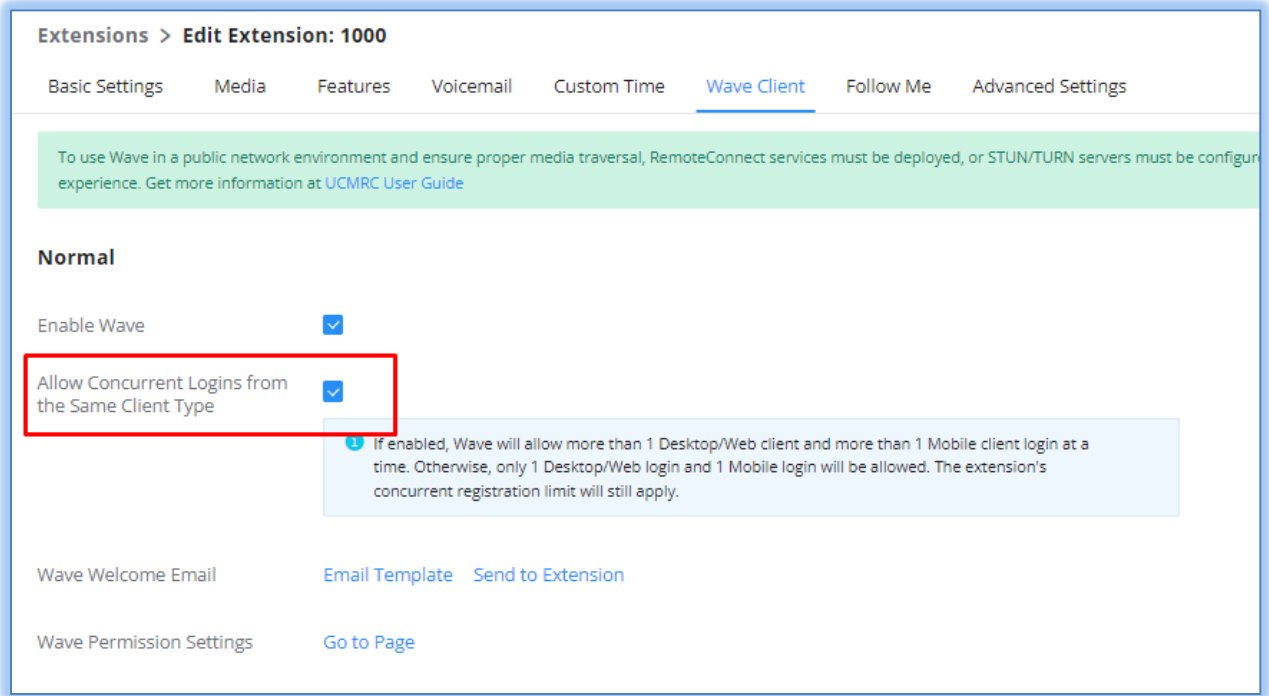 Extensions > Edit Extension: 1000
Basic Settings Media Features Voicemail Custom Time Wave Client Follow Me Advanced Settings
To use Wave in a public network environment and ensure proper media traversal, RemoteConnect services must be deployed, or STUN/TURN servers must be
experience. Get more information at UCMRC User Guide
Normal
Enable Wave
Allow Concurrent Logins from
the Same Client Type
If enabled, Wave will allow more than 1 Desktop/Web client and more than 1 Mobile client login at a
time. Otherwise, only 1 Desktop/Web login and 1 Mobile login will be allowed. The extension's
concurrent registration limit will still apply.
Wave Welcome Email Email Template Send to Extension
Wave Permission Settings Go to Page